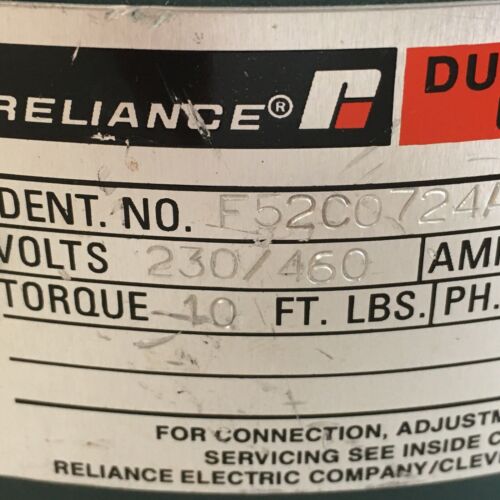 RELIANCE® DU
DENT. NO. F52C0724A
VOLTS 230/460 AM
TORQUE 10 FT. LBS. PH.
FOR CONNECTION, ADJUSTM
SERVICING SEE INSIDE C
RELIANCE ELECTRIC COMPANY/CLEV